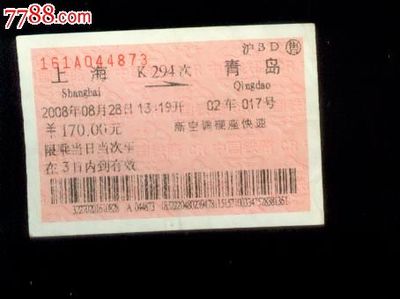 7788.com
161A044873
沪3D 售
上海 K294次 青岛
Shanghai Qingdao
2008年08月28日13:19开 02车017号
￥170.00元 新空调硬座快速
限乘当日当次车
在3日内到有效
A 044873